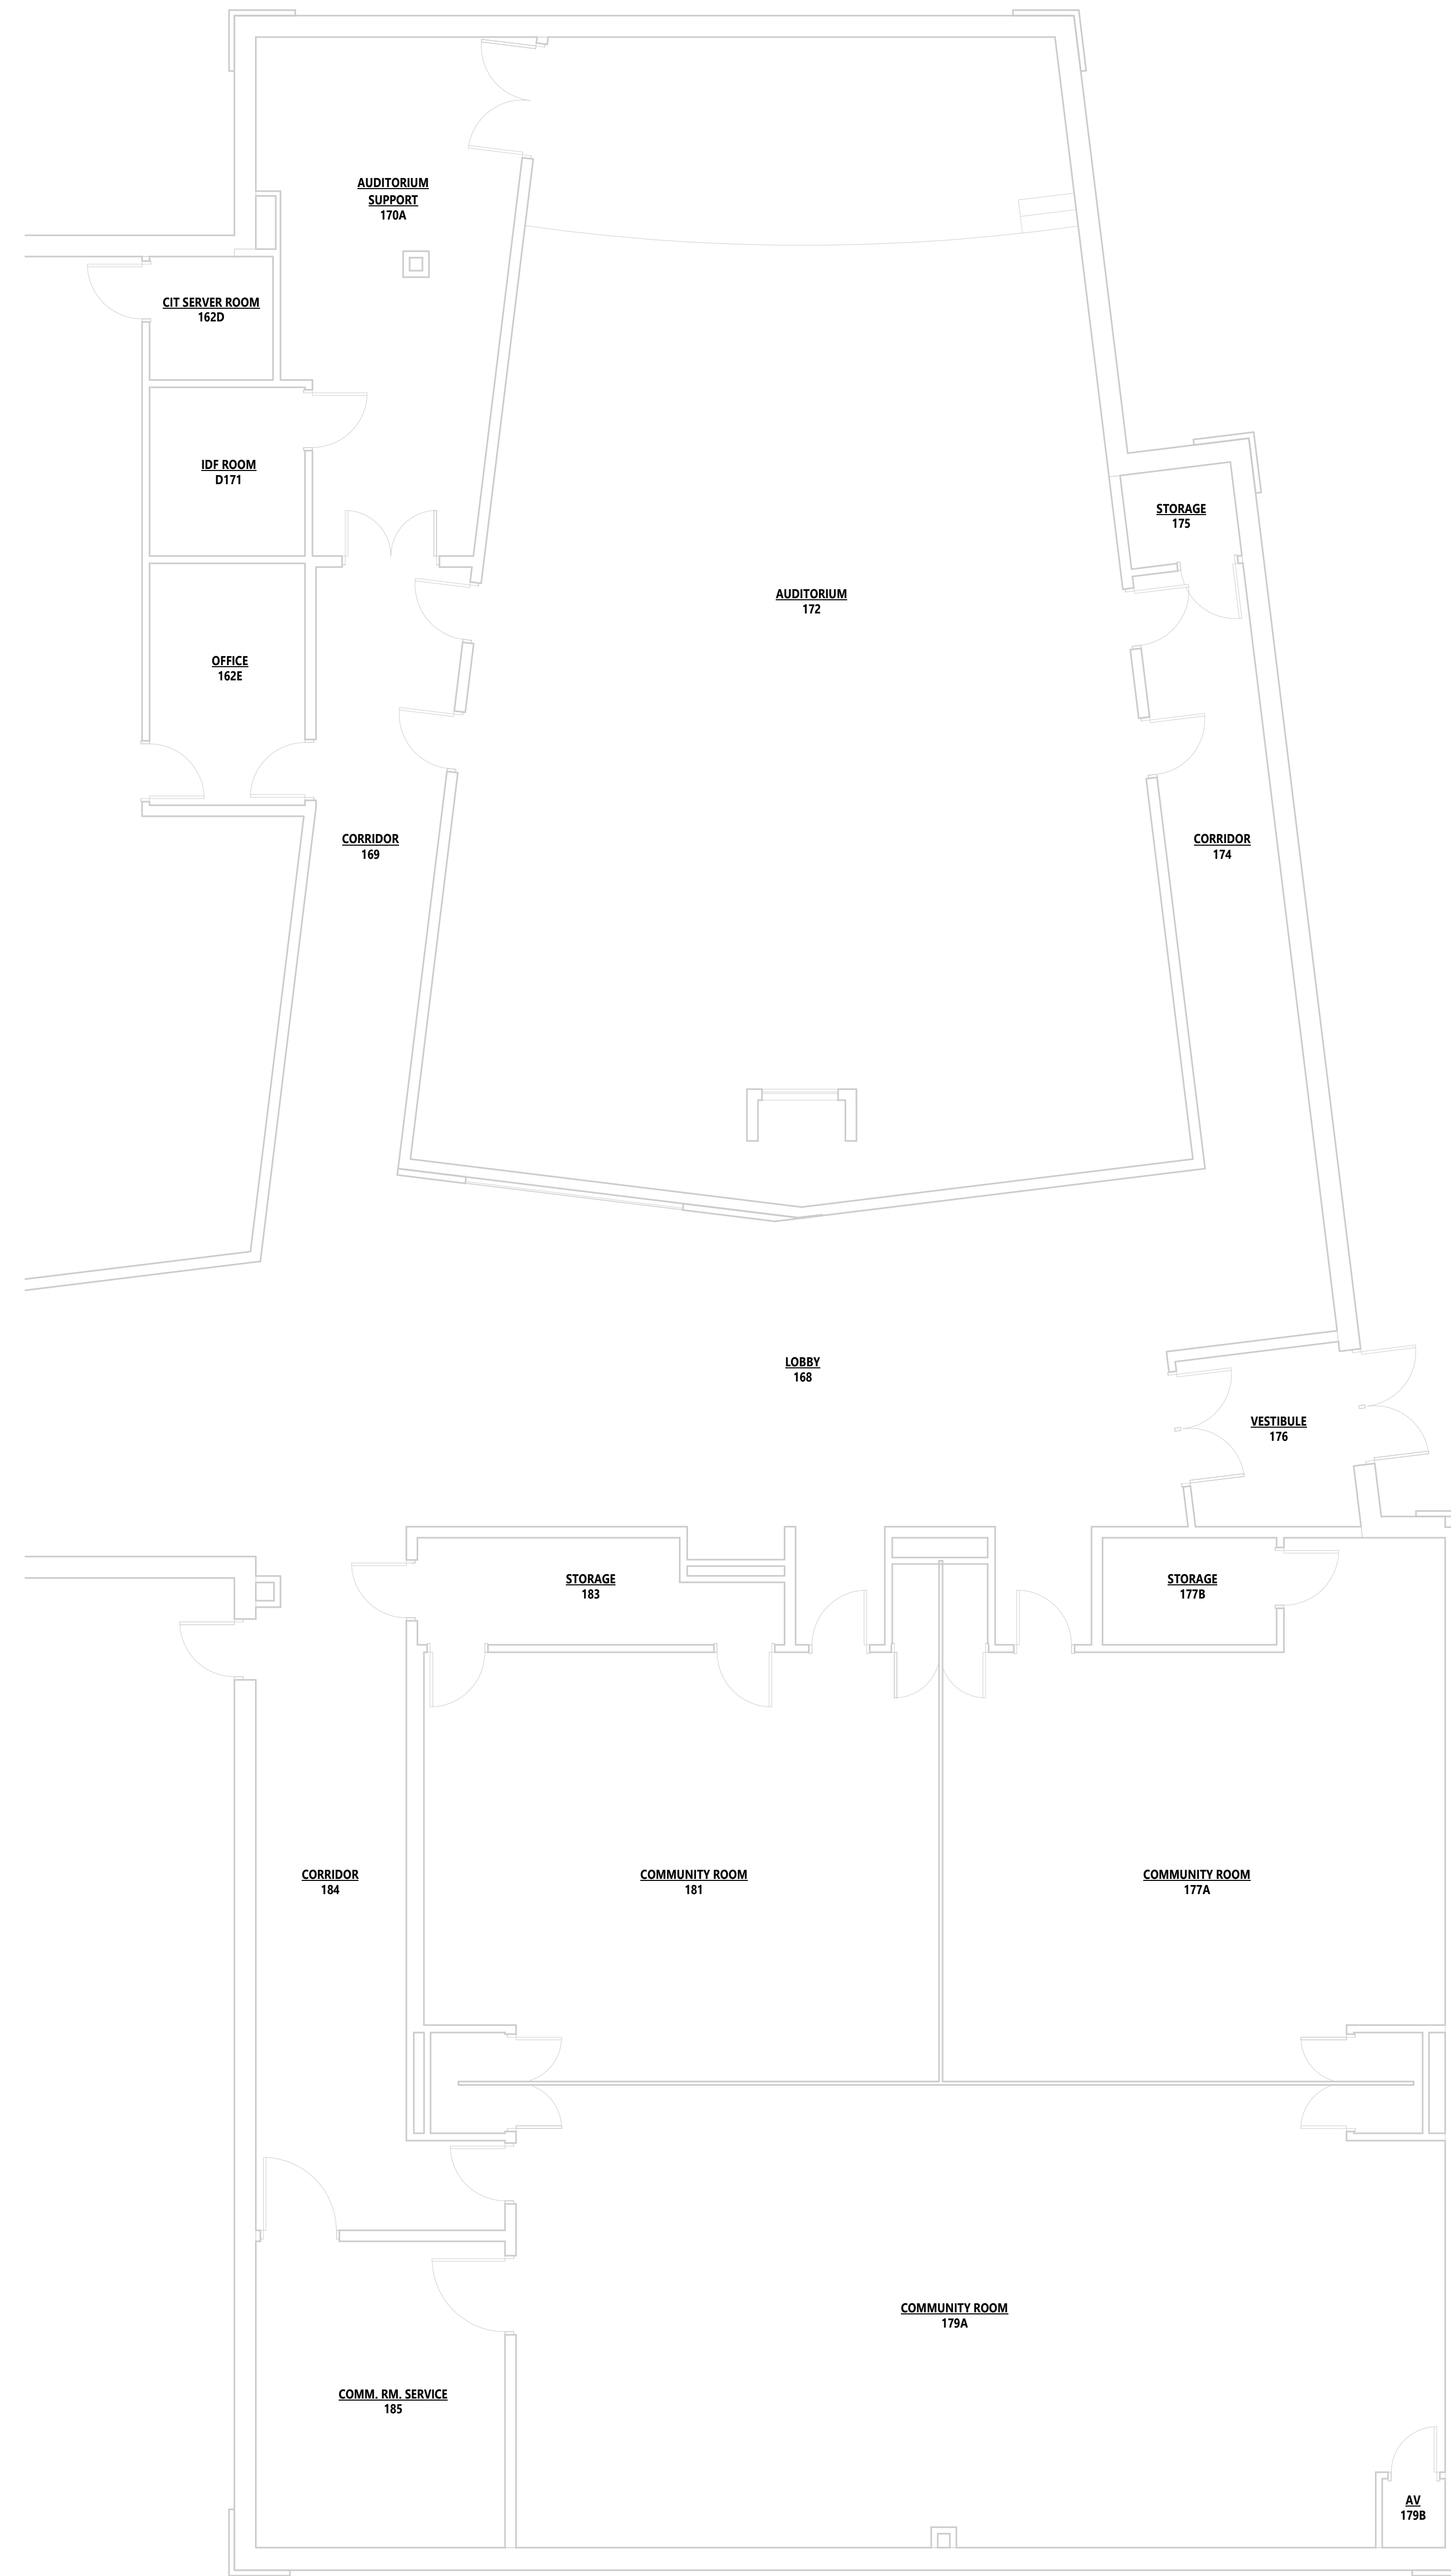 AUDITORIUM
SUPPORT
170A
CIT SERVER ROOM
162D
IDF ROOM
D171
STORAGE
175
AUDITORIUM
172
OFFICE
162E
CORRIDOR
169
CORRIDOR
174
LOBBY
168
VESTIBULE
176
STORAGE
183
STORAGE
177B
CORRIDOR
184
COMMUNITY ROOM
181
COMMUNITY ROOM
177A
COMMUNITY ROOM
179A
COMM. RM. SERVICE
185
AV
179B